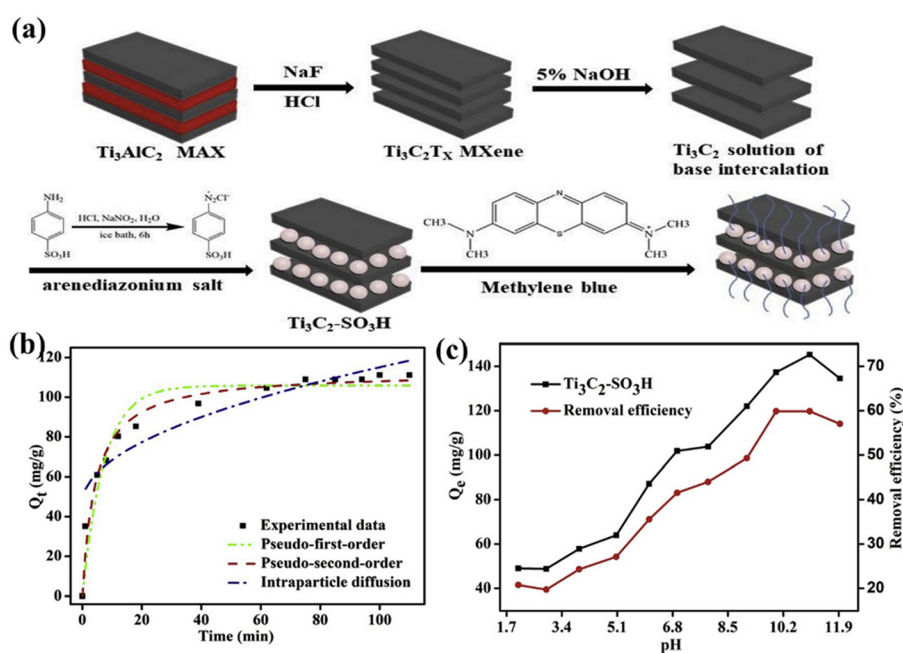 (a)
NaF
HCl
5% NaOH
Ti₃AlC₂ MAX
Ti₃C₂Tₓ MXene
Ti₃C₂ solution of
base intercalation
NH₂
SO₃H
HCl, NaNO₂, H₂O
ice bath, 6h
N₂Cl⁻
SO₃H
arenediazonium salt
Ti₃C₂-SO₃H
N
S
CH3
N
CH3
N⁺
CH3
CH3
Methylene blue
(b)
Qₜ (mg/g)
140
120
100
80
60
40
20
0
Experimental data
Pseudo-first-order
Pseudo-second-order
Intraparticle diffusion
0 20 40 60 80 100
Time (min)
(c)
Qₑ (mg/g)
140
120
100
80
60
40
Ti₃C₂-SO₃H
Removal efficiency
1.7 3.4 5.1 6.8 8.5 10.2 11.9
pH
70
60
50
40
30
20
Removal efficiency (%)